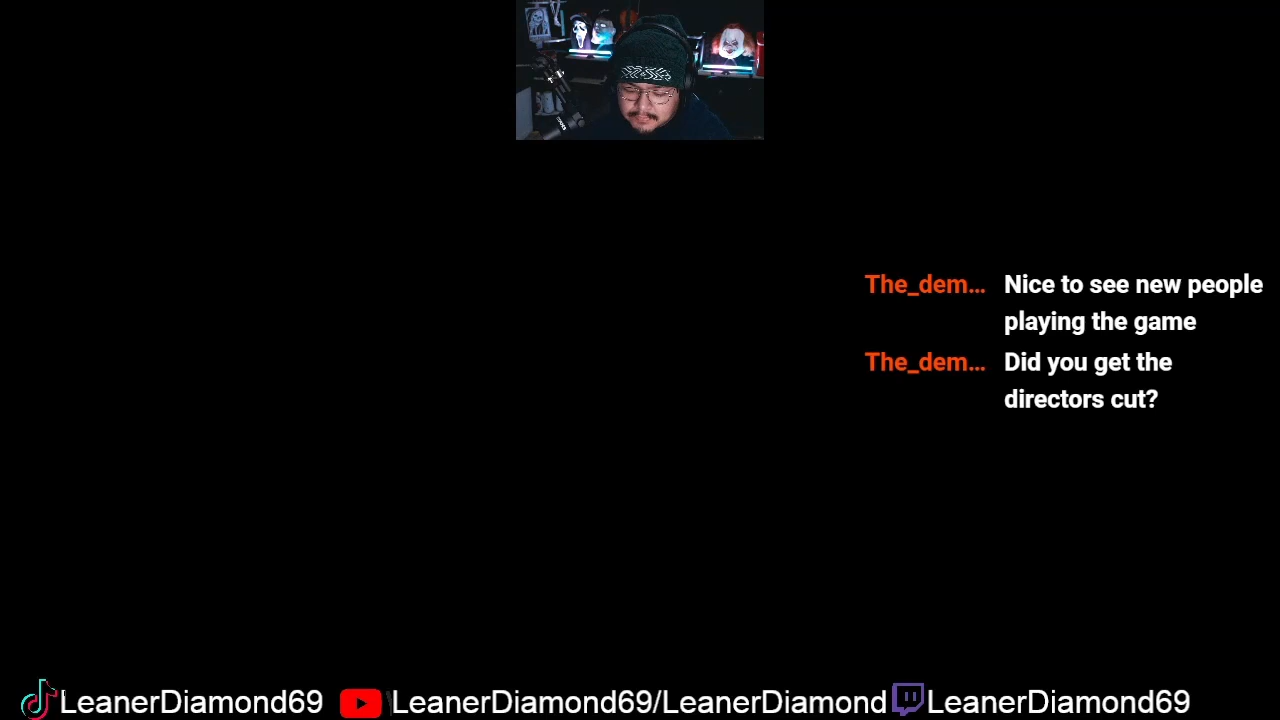 The_dem... Nice to see new people
playing the game
The_dem... Did you get the
directors cut?
LeanerDiamond69 \LeanerDiamond69/LeanerDiamond LeanerDiamond69